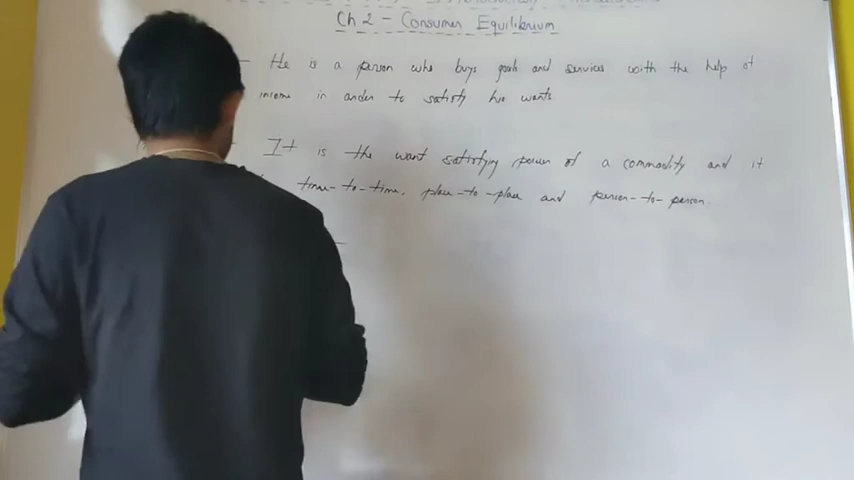 Ch 2 - Consumer Equilibrium
- He is a person who buys goods and services with the help of
income in order to satisfy his wants
It is the want satisfying power of a commodity and it
time-to-time, place-to-place and person-to-person.